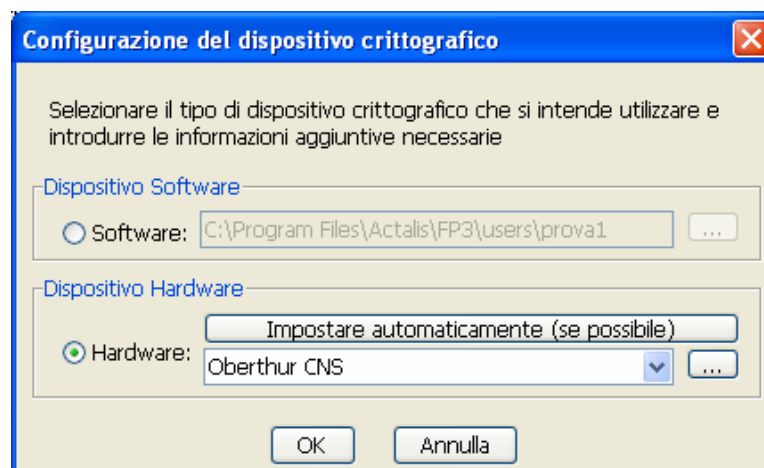 Configurazione del dispositivo crittografico
Selezionare il tipo di dispositivo crittografico che si intende utilizzare e
introdurre le informazioni aggiuntive necessarie
Dispositivo Software
Software:
C:\Program Files\Actalis\FP3\users\prova1
...
Dispositivo Hardware
Impostare automaticamente (se possibile)
Hardware:
Oberthur CNS
...
OK
Annulla